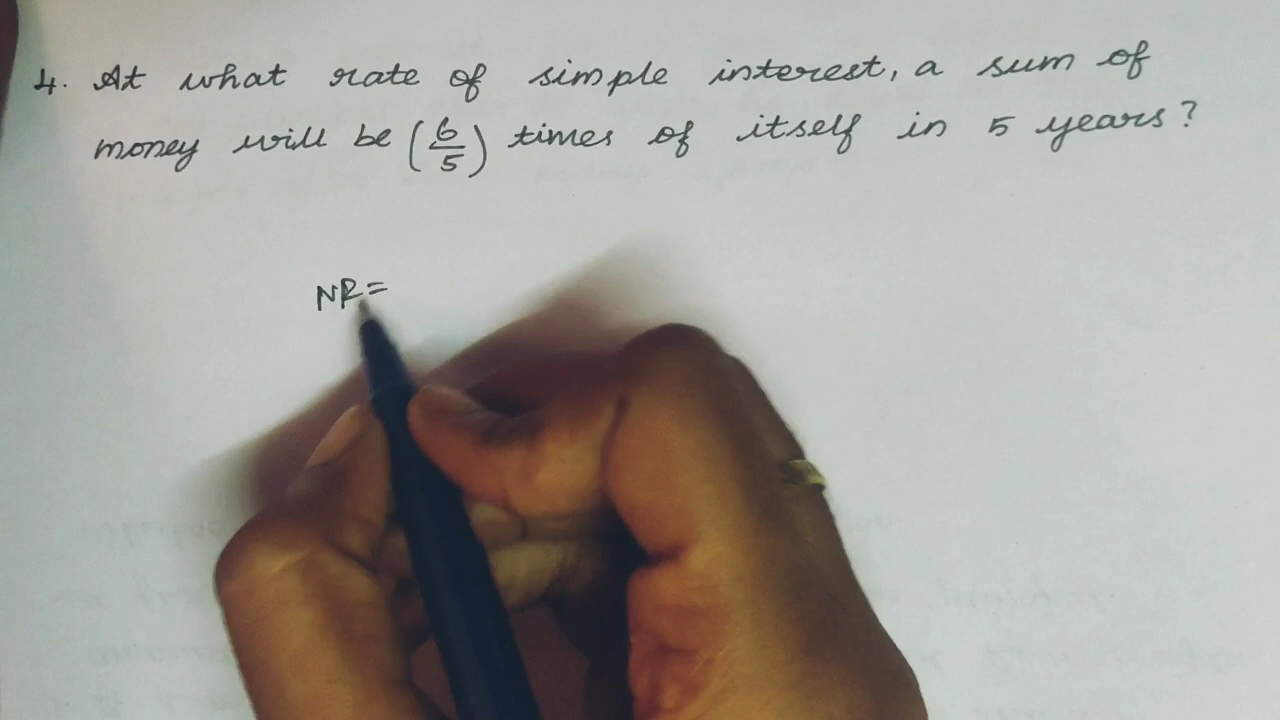 4. At what rate of simple interest, a sum of
money will be (6/5) times of itself in 5 years?
NR=